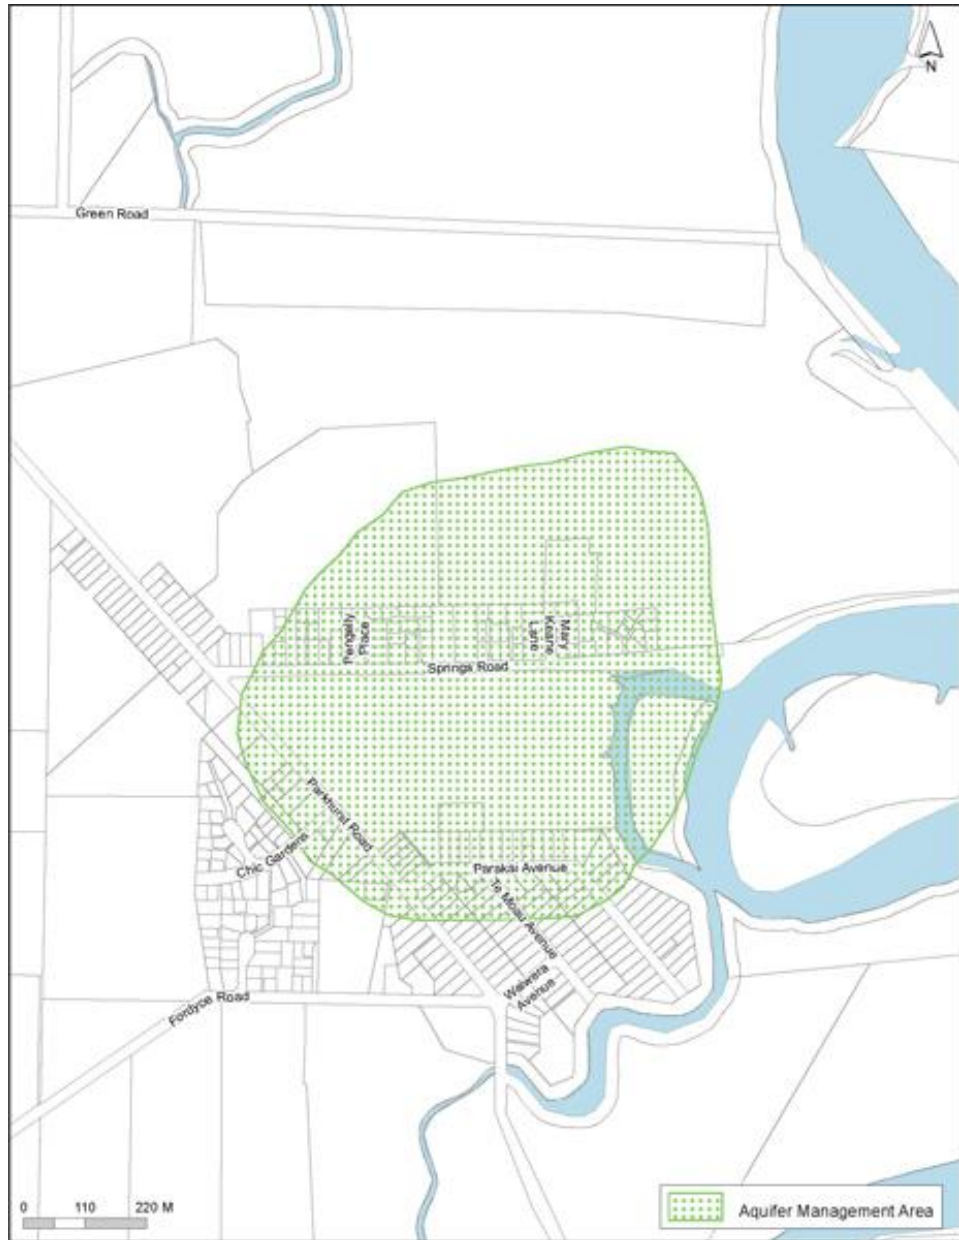 N
Green Road
Pengelly
Place
Mary
Keane
Lane
Springs Road
Parkhurst Road
Chic Gardens
Parakai Avenue
Te Moau Avenue
Waiwera
Avenue
Fordyce Road
0 110 220 M
Aquifer Management Area